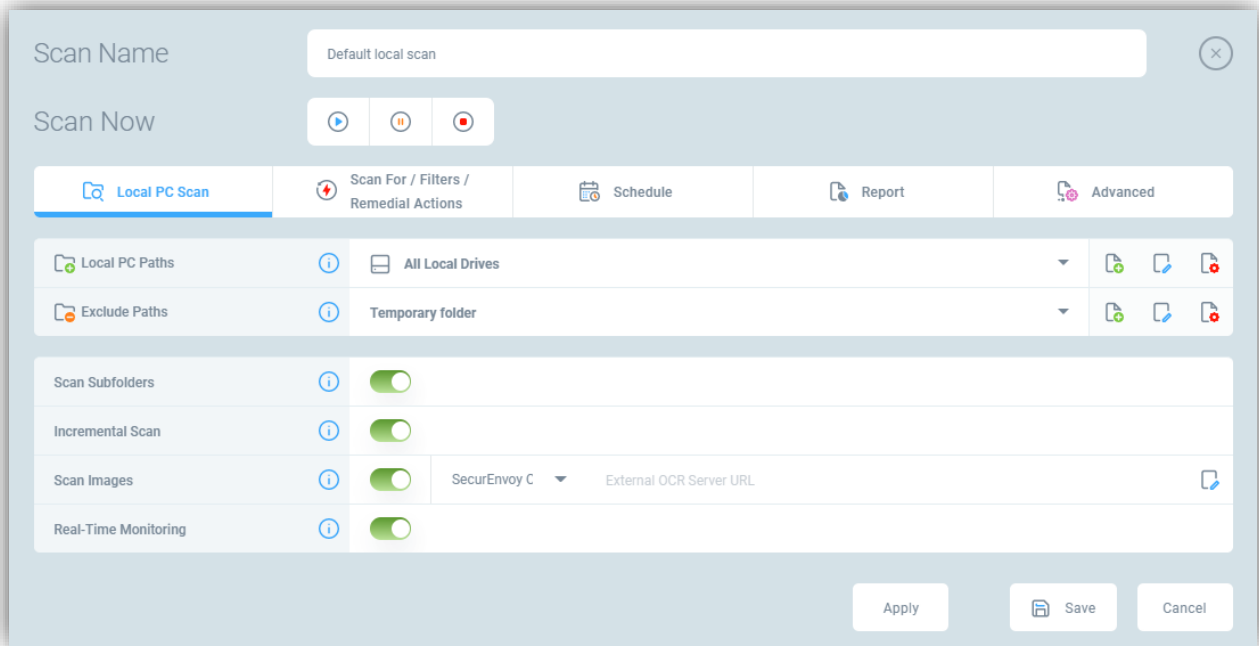 Scan Name
Default local scan
Scan Now
Local PC Scan
Scan For / Filters /
Remedial Actions
Schedule
Report
Advanced
Local PC Paths
All Local Drives
Exclude Paths
Temporary folder
Scan Subfolders
Incremental Scan
Scan Images
SecurEnvoy C
External OCR Server URL
Real-Time Monitoring
Apply
Save
Cancel